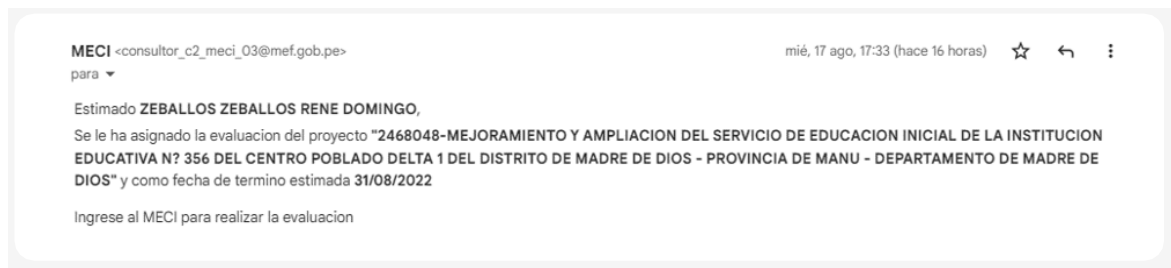 MECI <consultor_c2_meci_03@mef.gob.pe> mié, 17 ago, 17:33 (hace 16 horas)
para
Estimado ZEBALLOS ZEBALLOS RENE DOMINGO,
Se le ha asignado la evaluacion del proyecto "2468048-MEJORAMIENTO Y AMPLIACION DEL SERVICIO DE EDUCACION INICIAL DE LA INSTITUCION
EDUCATIVA N? 356 DEL CENTRO POBLADO DELTA 1 DEL DISTRITO DE MADRE DE DIOS - PROVINCIA DE MANU - DEPARTAMENTO DE MADRE DE
DIOS" y como fecha de termino estimada 31/08/2022
Ingrese al MECI para realizar la evaluacion